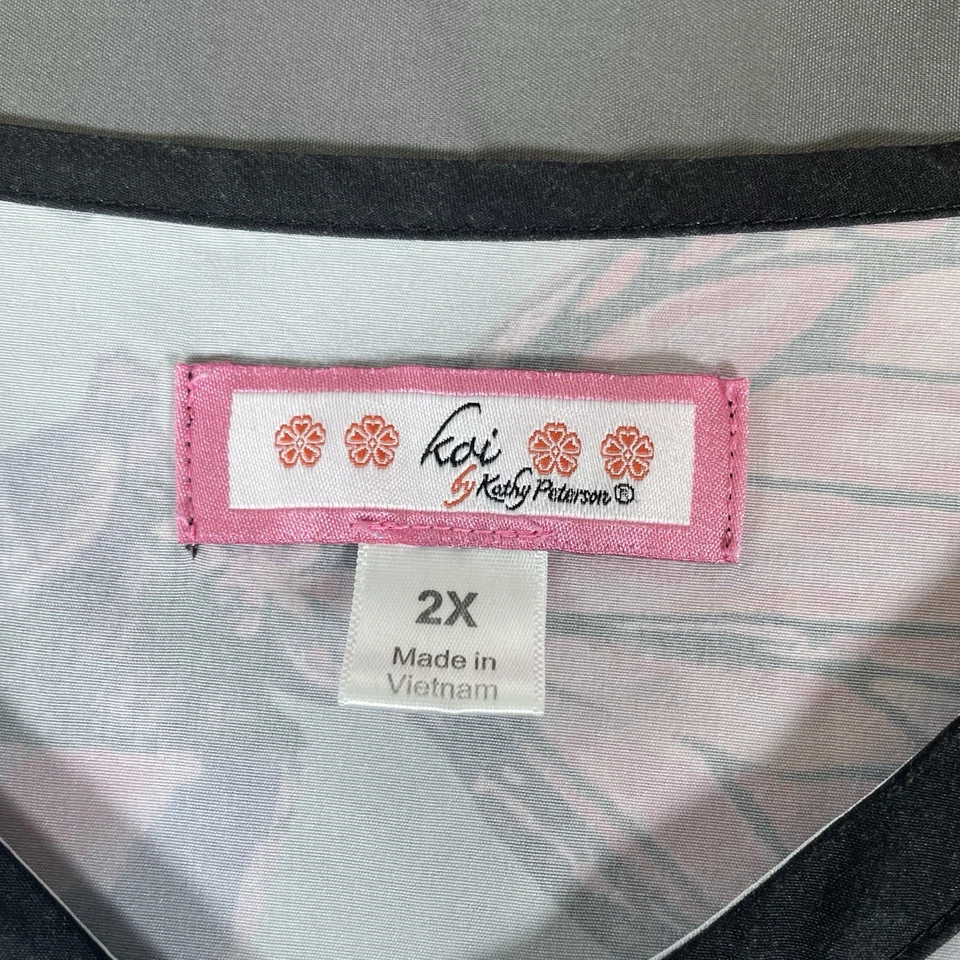 koi
by Kathy Peterson®
2X
Made in
Vietnam